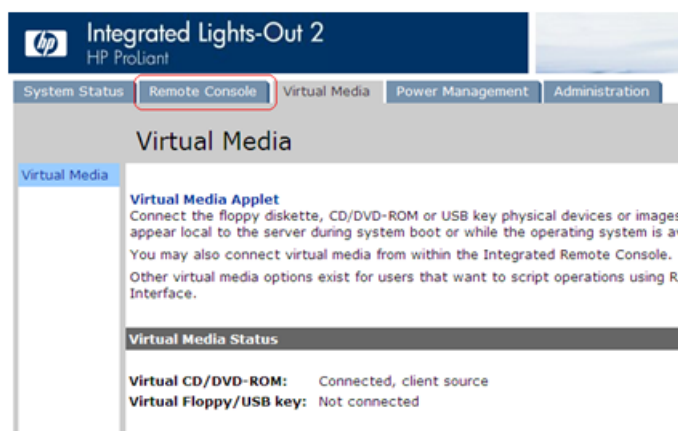 hp
Integrated Lights-Out 2
HP ProLiant
System Status Remote Console Virtual Media Power Management Administration
Virtual Media
Virtual Media
Virtual Media Applet
Connect the floppy diskette, CD/DVD-ROM or USB key physical devices or images
appear local to the server during system boot or while the operating system is
You may also connect virtual media from within the Integrated Remote Console.
Other virtual media options exist for users that want to script operations using
Interface.
Virtual Media Status
Virtual CD/DVD-ROM: Connected, client source
Virtual Floppy/USB key: Not connected